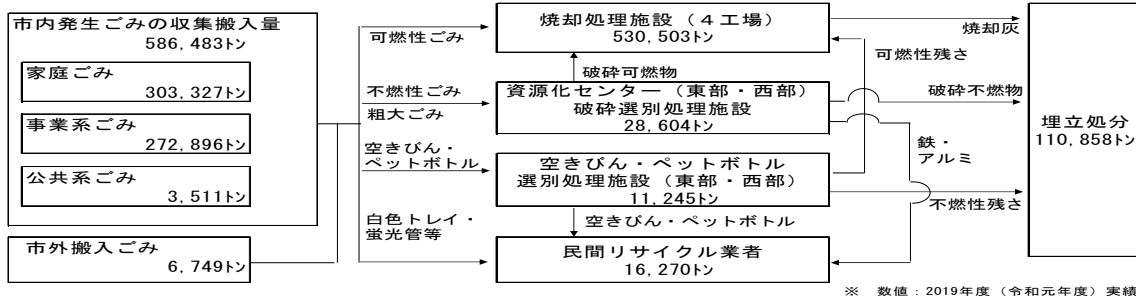 市内発生ごみの収集搬入量
586,483トン
家庭ごみ
303,327トン
事業系ごみ
272,896トン
公共系ごみ
3,511トン
市外搬入ごみ
6,749トン
可燃性ごみ
不燃性ごみ
粗大ごみ
空きびん・
ペットボトル
白色トレイ・
蛍光管等
焼却処理施設（４工場）
530,503トン
破砕可燃物
資源化センター（東部・西部）
破砕選別処理施設
28,604トン
空きびん・ペットボトル
選別処理施設（東部・西部）
11,245トン
空きびん・ペットボトル
民間リサイクル業者
16,270トン
焼却灰
可燃性残さ
破砕不燃物
鉄・
アルミ
不燃性残さ
埋立処分
110,858トン
※　数値：2019年度（令和元年度）実績